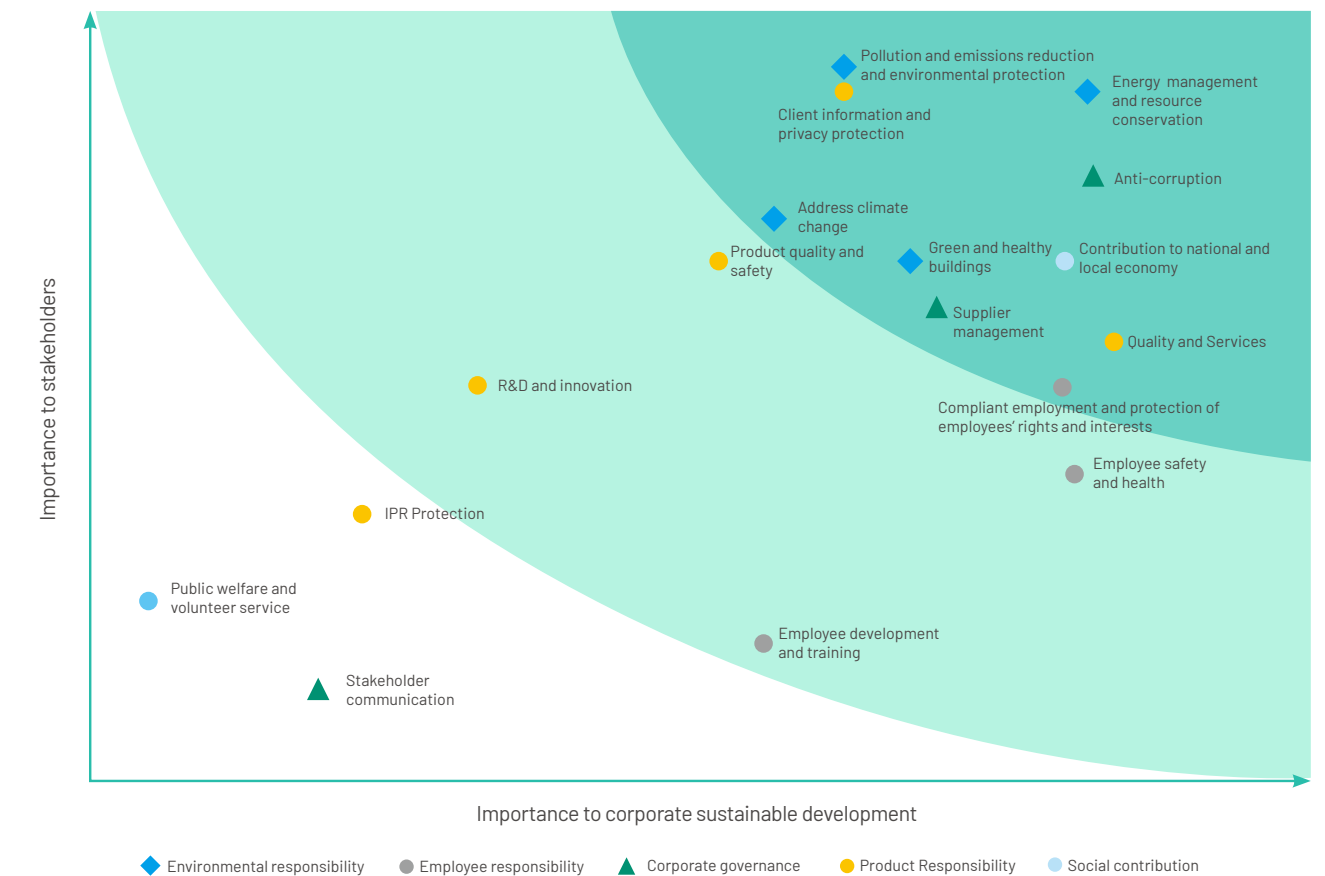 Pollution and emissions reduction
and environmental protection
Energy  management
and resource
conservation
Client information and
privacy protection
Anti-corruption
Address climate
change
Product quality and
safety
Green and healthy
buildings
Contribution to national and
local economy
Supplier
management
Quality and Services
R&D and innovation
Compliant employment and protection of
employees’ rights and interests
Employee safety
and health
IPR Protection
Public welfare and
volunteer service
Employee development
and training
Stakeholder
communication
Importance to stakeholders
Importance to corporate sustainable development
Environmental responsibility
Employee responsibility
Corporate governance
Product Responsibility
Social contribution